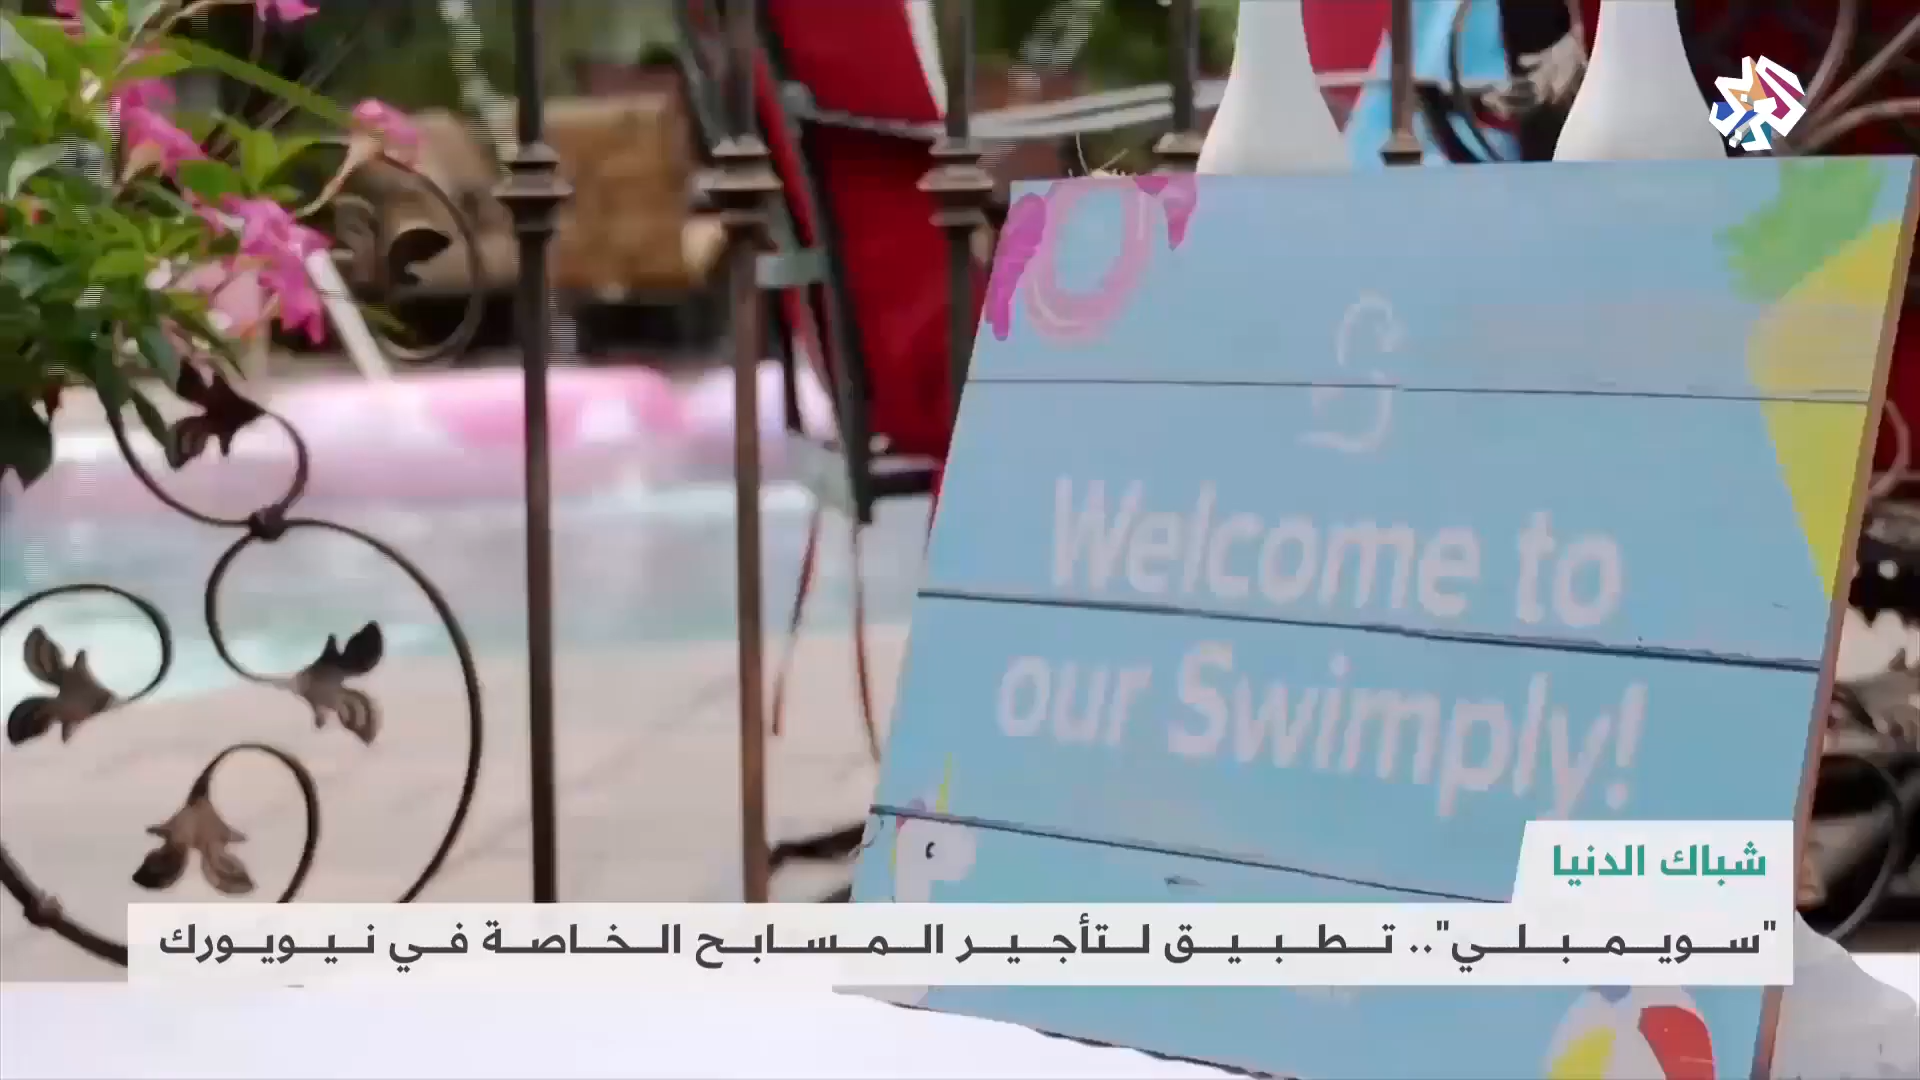 Welcome to
our Swimply!
شباك الدنيا
"سويمبلي".. تطبيق لتأجير المسابح الخاصة في نيويورك